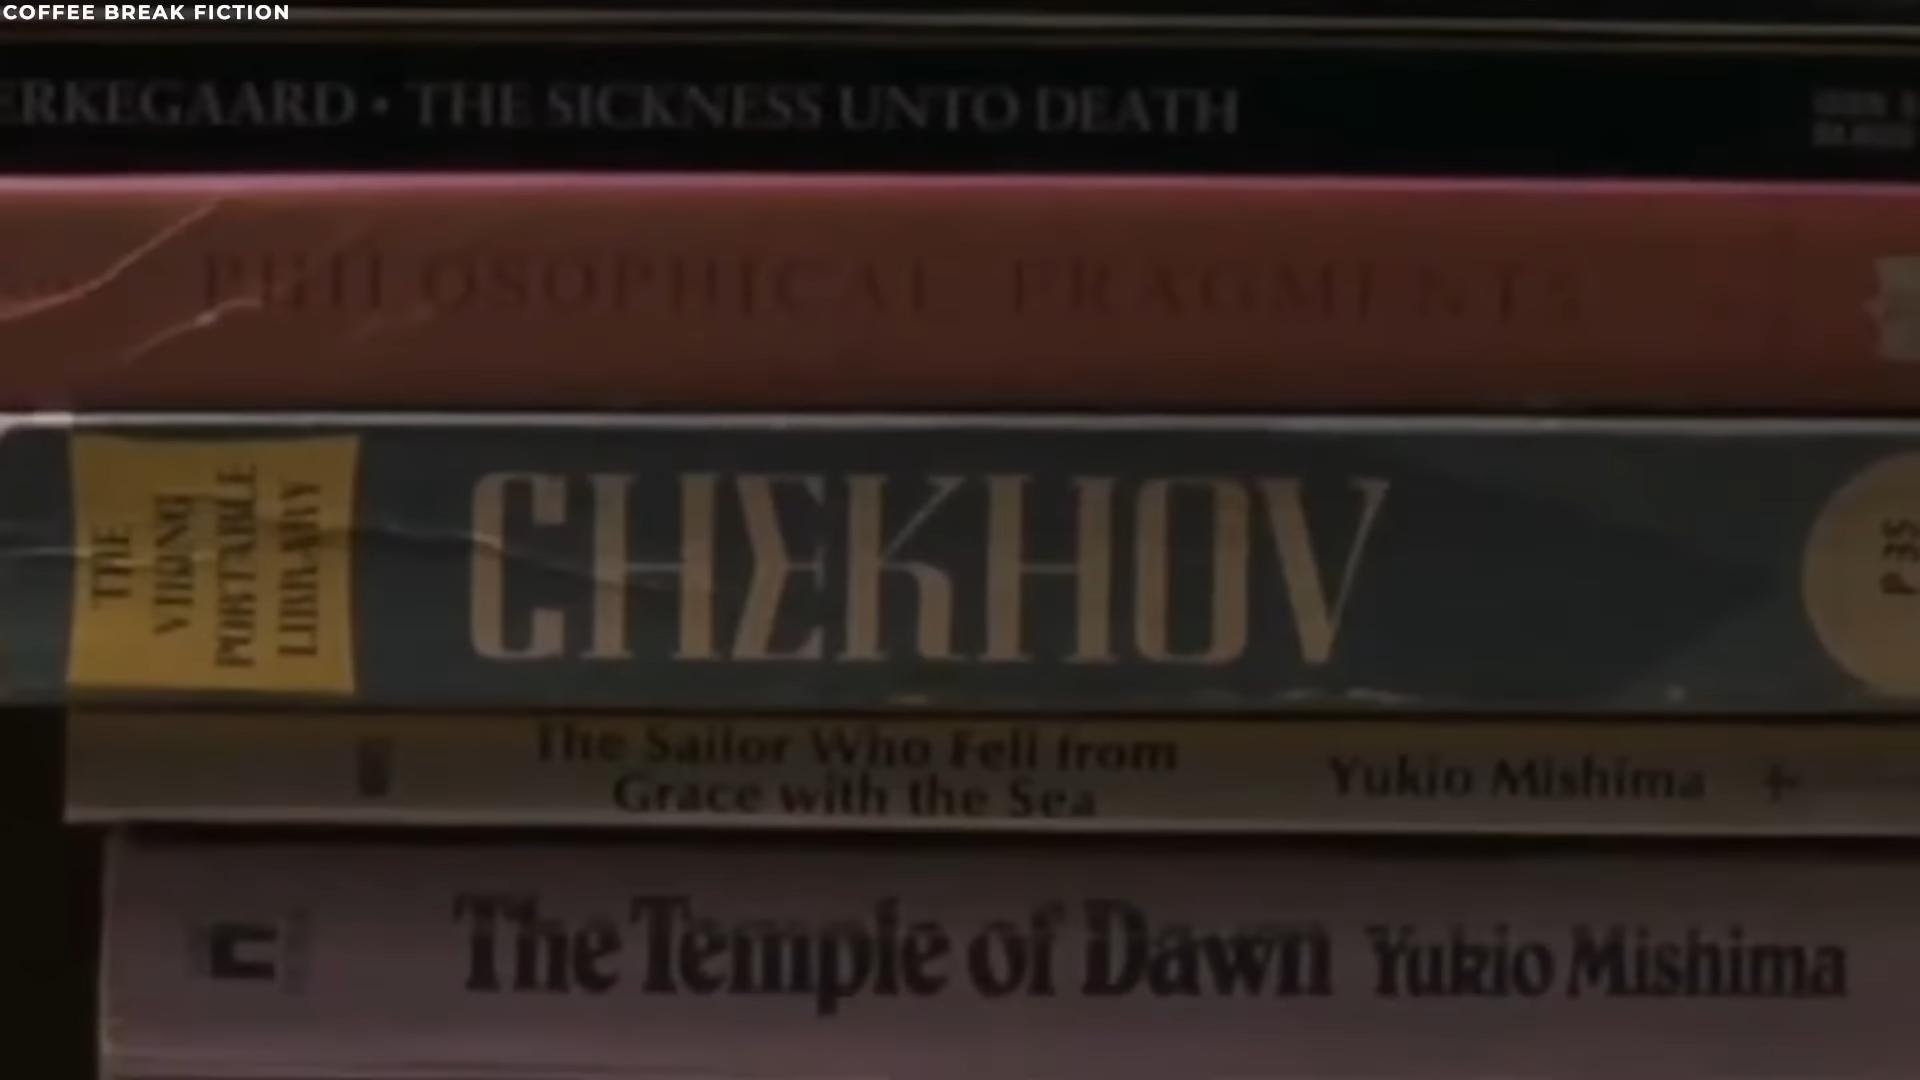 COFFEE BREAK FICTION
ERKEGAARD • THE SICKNESS UNTO DEATH
PHILOSOPHICAL FRAGMENTS
THE
VIKING
PORTABLE
LIBRARY
CHEKHOV
P 35
The Sailor Who Fell from
Grace with the Sea
Yukio Mishima
The Temple of Dawn Yukio Mishima